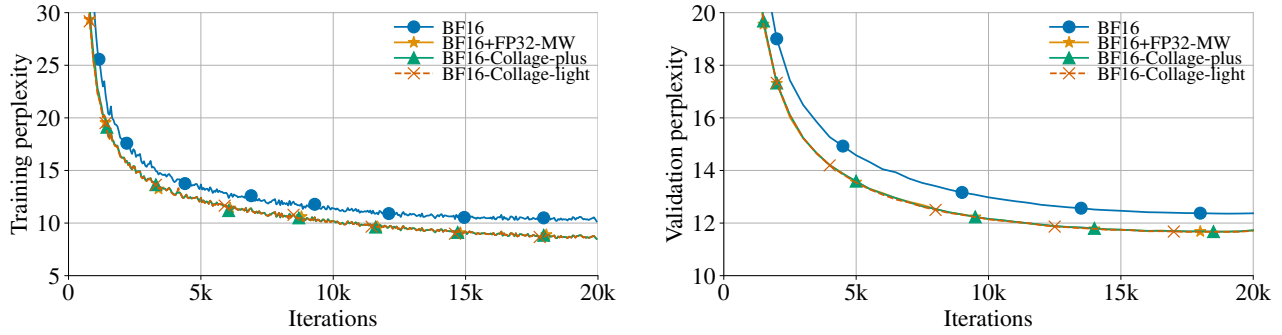 Training perplexity
30
25
20
15
10
5
0
5k
10k
15k
20k
Iterations
BF16
BF16+FP32-MW
BF16-Collage-plus
BF16-Collage-light
Validation perplexity
20
18
16
14
12
10
0
5k
10k
15k
20k
Iterations
BF16
BF16+FP32-MW
BF16-Collage-plus
BF16-Collage-light